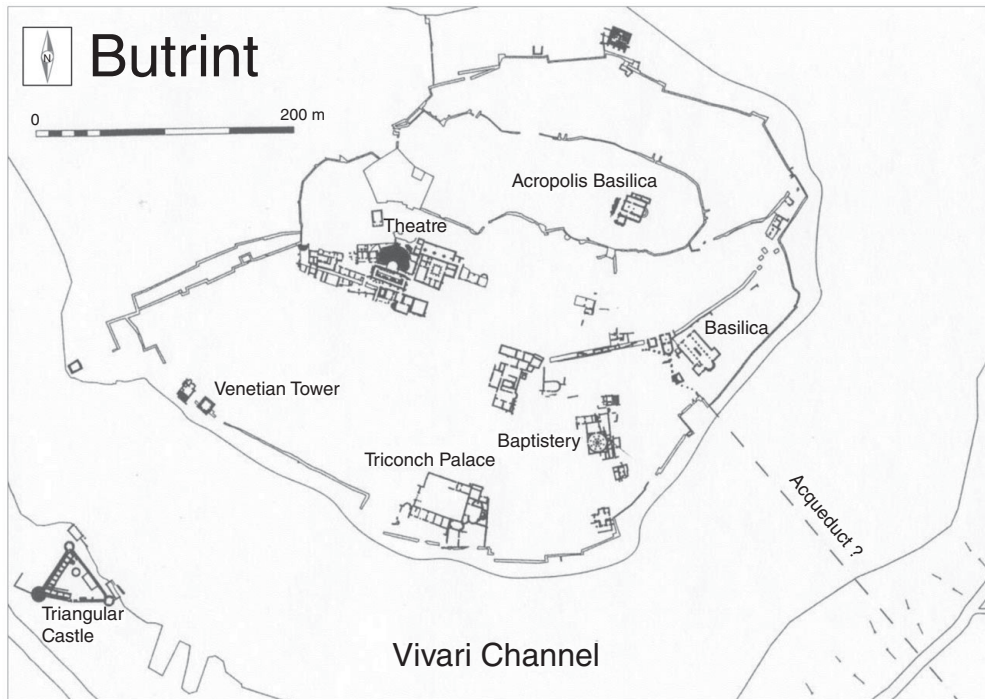 N
Butrint
0
200 m
Acropolis Basilica
Theatre
Basilica
Venetian Tower
Baptistery
Triconch Palace
Acqueduct ?
Triangular
Castle
Vivari Channel